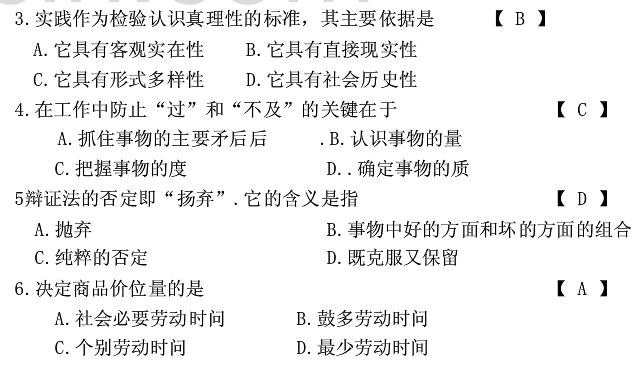 3.实践作为检验认识真理性的标准，其主要依据是 【 B 】
A.它具有客观实在性 B.它具有直接现实性
C.它具有形式多样性 D.它具有社会历史性
4.在工作中防止“过”和“不及”的关键在于 【 C 】
A.抓住事物的主要矛后后 .B.认识事物的量
C.把握事物的度 D..确定事物的质
5辩证法的否定即“扬弃”.它的含义是指 【 D 】
A.抛弃 B.事物中好的方面和坏的方面的组合
C.纯粹的否定 D.既克服又保留
6.决定商品价位量的是 【 A 】
A.社会必要劳动时问 B.鼓多劳动时问
C.个别劳动时问 D.最少劳动时间